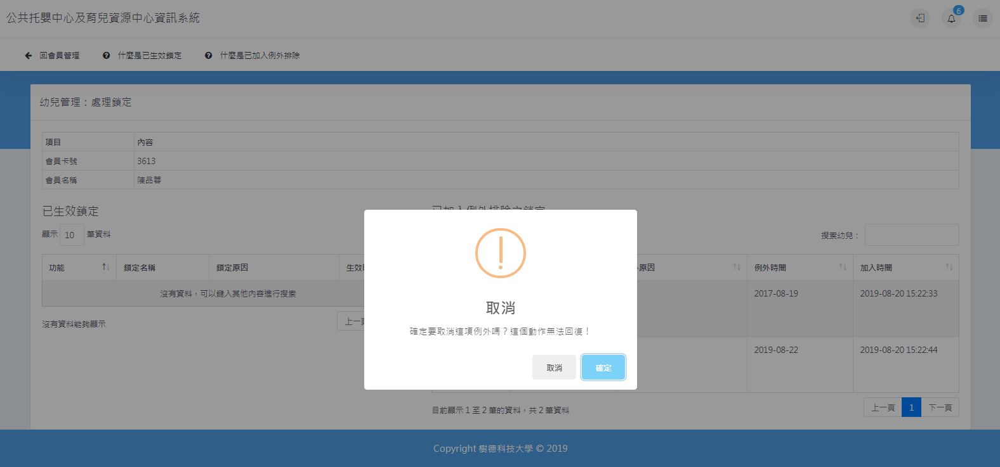 公共托嬰中心及育兒資源中心資訊系統
6
回會員管理 什麼是已生效鎖定 什麼是已加入例外排除
幼兒管理：處理鎖定
項目 內容
會員卡號 3613
會員名稱 陳品蓉
已生效鎖定
顯示 10 筆資料
功能 鎖定名稱 鎖定原因
沒有資料，可以鍵入其他內容進行搜索
沒有資料能夠顯示
上一
搜索幼兒：
原因 例外時間 加入時間
2017-08-19 2019-08-20 15:22:33
2019-08-22 2019-08-20 15:22:44
目前顯示 1 至 2 筆的資料，共 2 筆資料
上一頁 1 下一頁
取消
確定要取消這項例外嗎？這個動作無法回復！
取消 確定
Copyright 樹德科技大學 © 2019